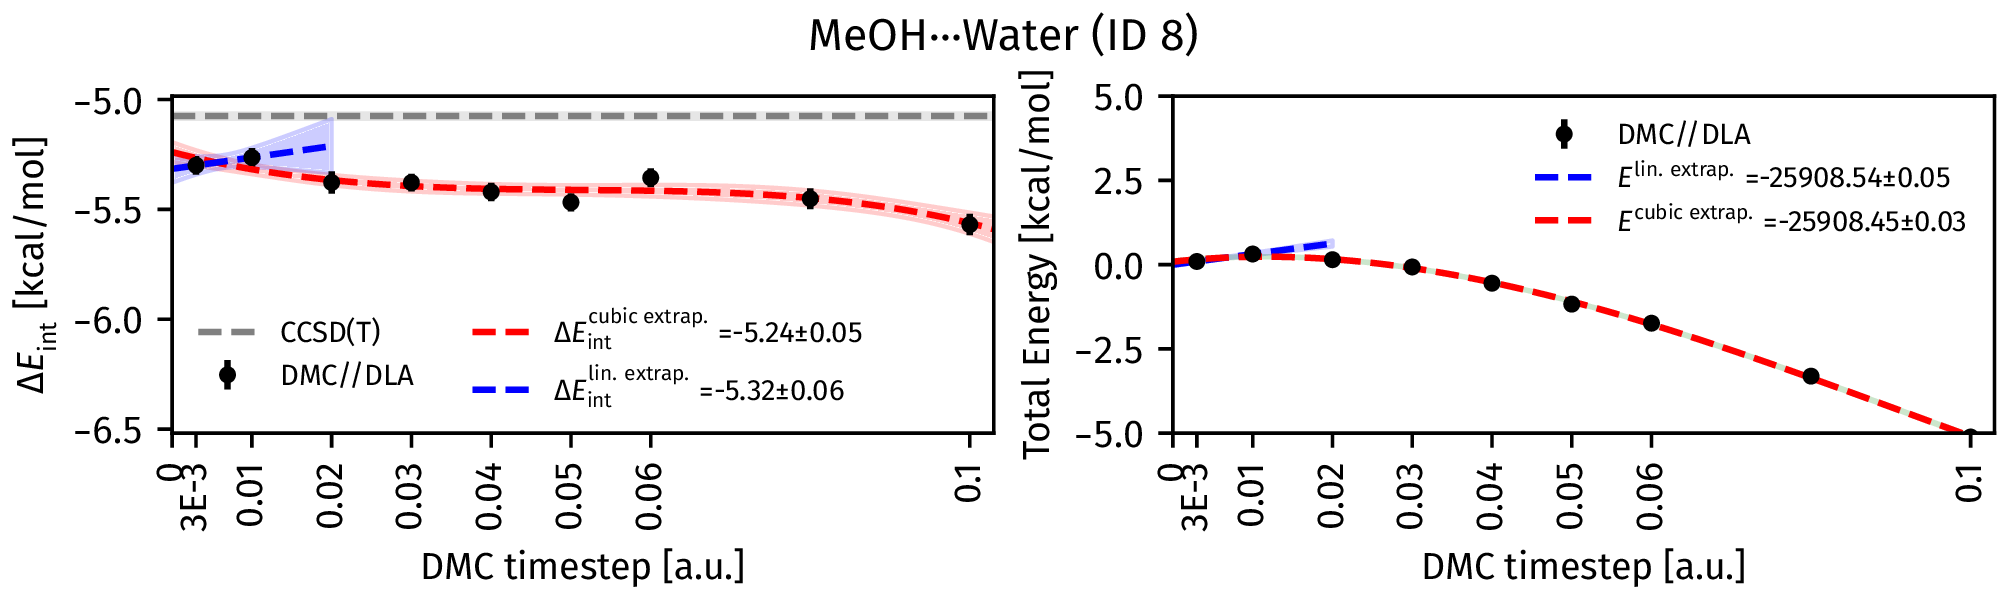 MeOH···Water (ID 8)
ΔE_int [kcal/mol]
−5.0
−5.5
−6.0
−6.5
CCSD(T)
DMC//DLA
ΔE_int^cubic extrap. =-5.24±0.05
ΔE_int^lin. extrap. =-5.32±0.06
0
3E-3
0.01
0.02
0.03
0.04
0.05
0.06
0.1
DMC timestep [a.u.]
Total Energy [kcal/mol]
5.0
2.5
0.0
−2.5
−5.0
DMC//DLA
E^lin. extrap. =-25908.54±0.05
E^cubic extrap. =-25908.45±0.03
0
3E-3
0.01
0.02
0.03
0.04
0.05
0.06
0.1
DMC timestep [a.u.]